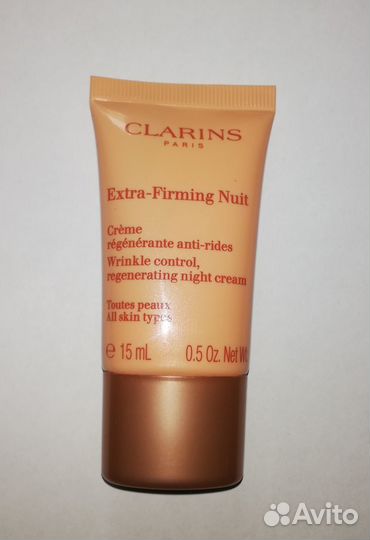 CLARINS
PARIS
Extra-Firming Nuit
Crème
régénérante anti-rides
Wrinkle control,
regenerating night cream
Toutes peaux
All skin types
℮ 15 mL 0.5 Oz. Net W
Avito